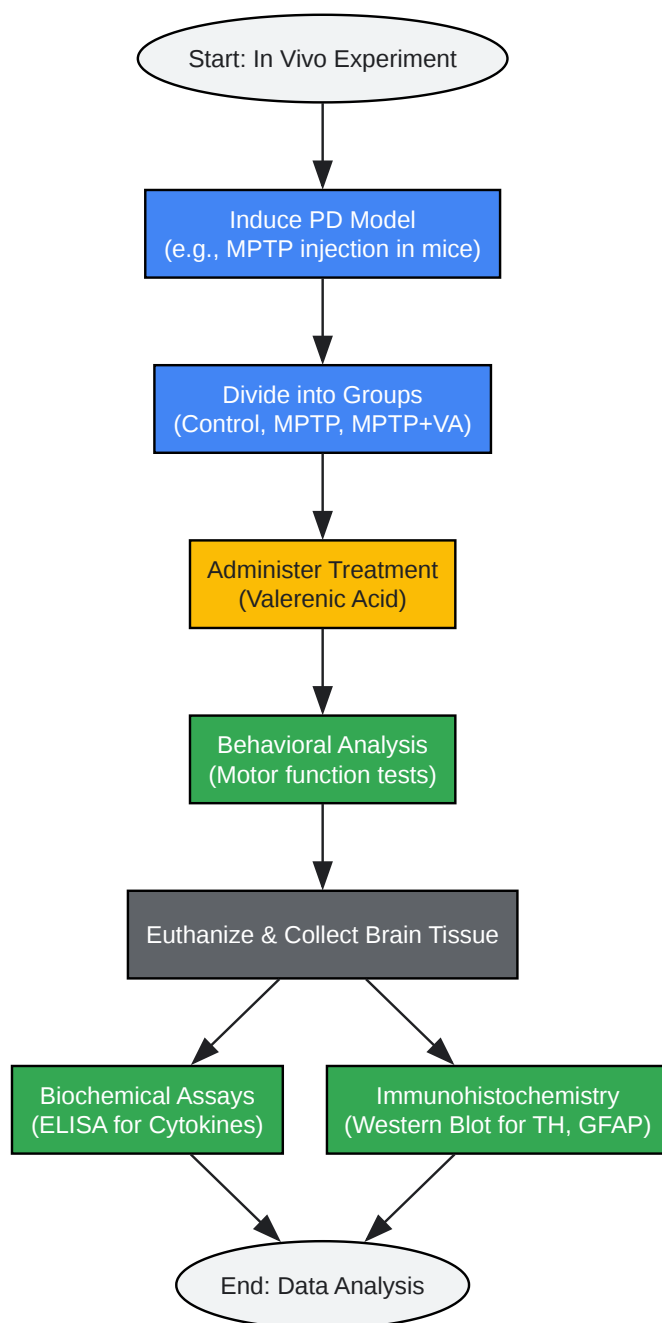 Start: In Vivo Experiment
Induce PD Model
(e.g., MPTP injection in mice)
Divide into Groups
(Control, MPTP, MPTP+VA)
Administer Treatment
(Valerenic Acid)
Behavioral Analysis
(Motor function tests)
Euthanize & Collect Brain Tissue
Biochemical Assays
(ELISA for Cytokines)
Immunohistochemistry
(Western Blot for TH, GFAP)
End: Data Analysis